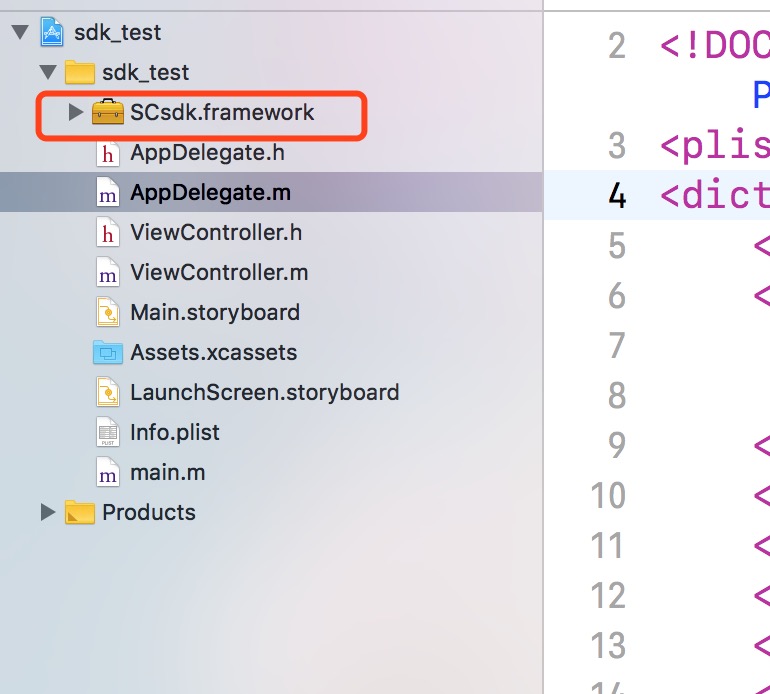 sdk_test
sdk_test
SCsdk.framework
AppDelegate.h
AppDelegate.m
ViewController.h
ViewController.m
Main.storyboard
Assets.xcassets
LaunchScreen.storyboard
Info.plist
main.m
Products
2 <!DOC
P
3 <plis
4 <dict
5 <
6 <
7
8
9 <
10 <
11 <
12 <
13 <
14 <